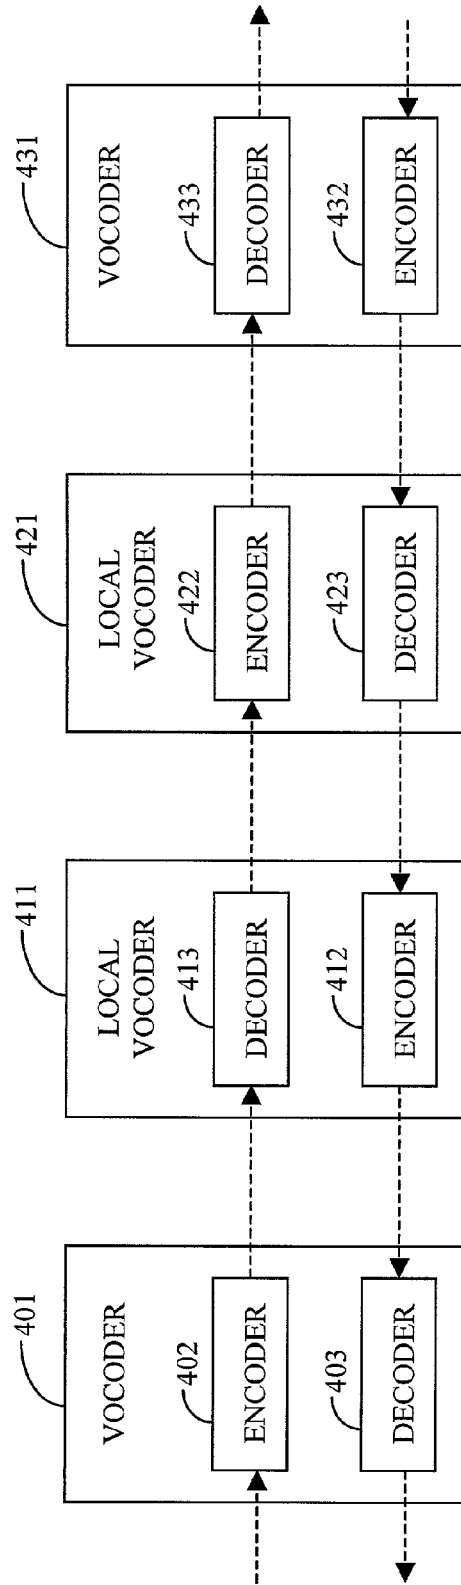 401
VOCODER
402
ENCODER
403
DECODER
411
LOCAL
VOCODER
413
DECODER
412
ENCODER
421
LOCAL
VOCODER
422
ENCODER
423
DECODER
431
VOCODER
433
DECODER
432
ENCODER